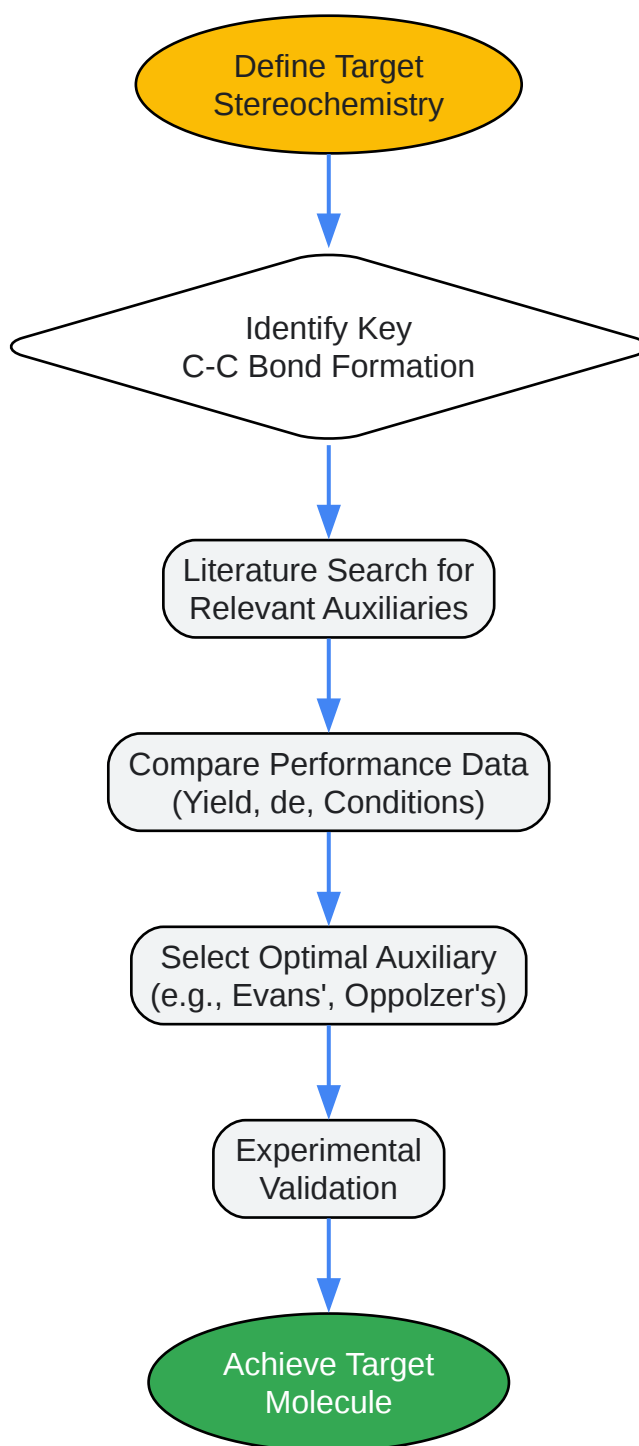 Define Target
Stereochemistry
Identify Key
C-C Bond Formation
Literature Search for
Relevant Auxiliaries
Compare Performance Data
(Yield, de, Conditions)
Select Optimal Auxiliary
(e.g., Evans', Oppolzer's)
Experimental
Validation
Achieve Target
Molecule